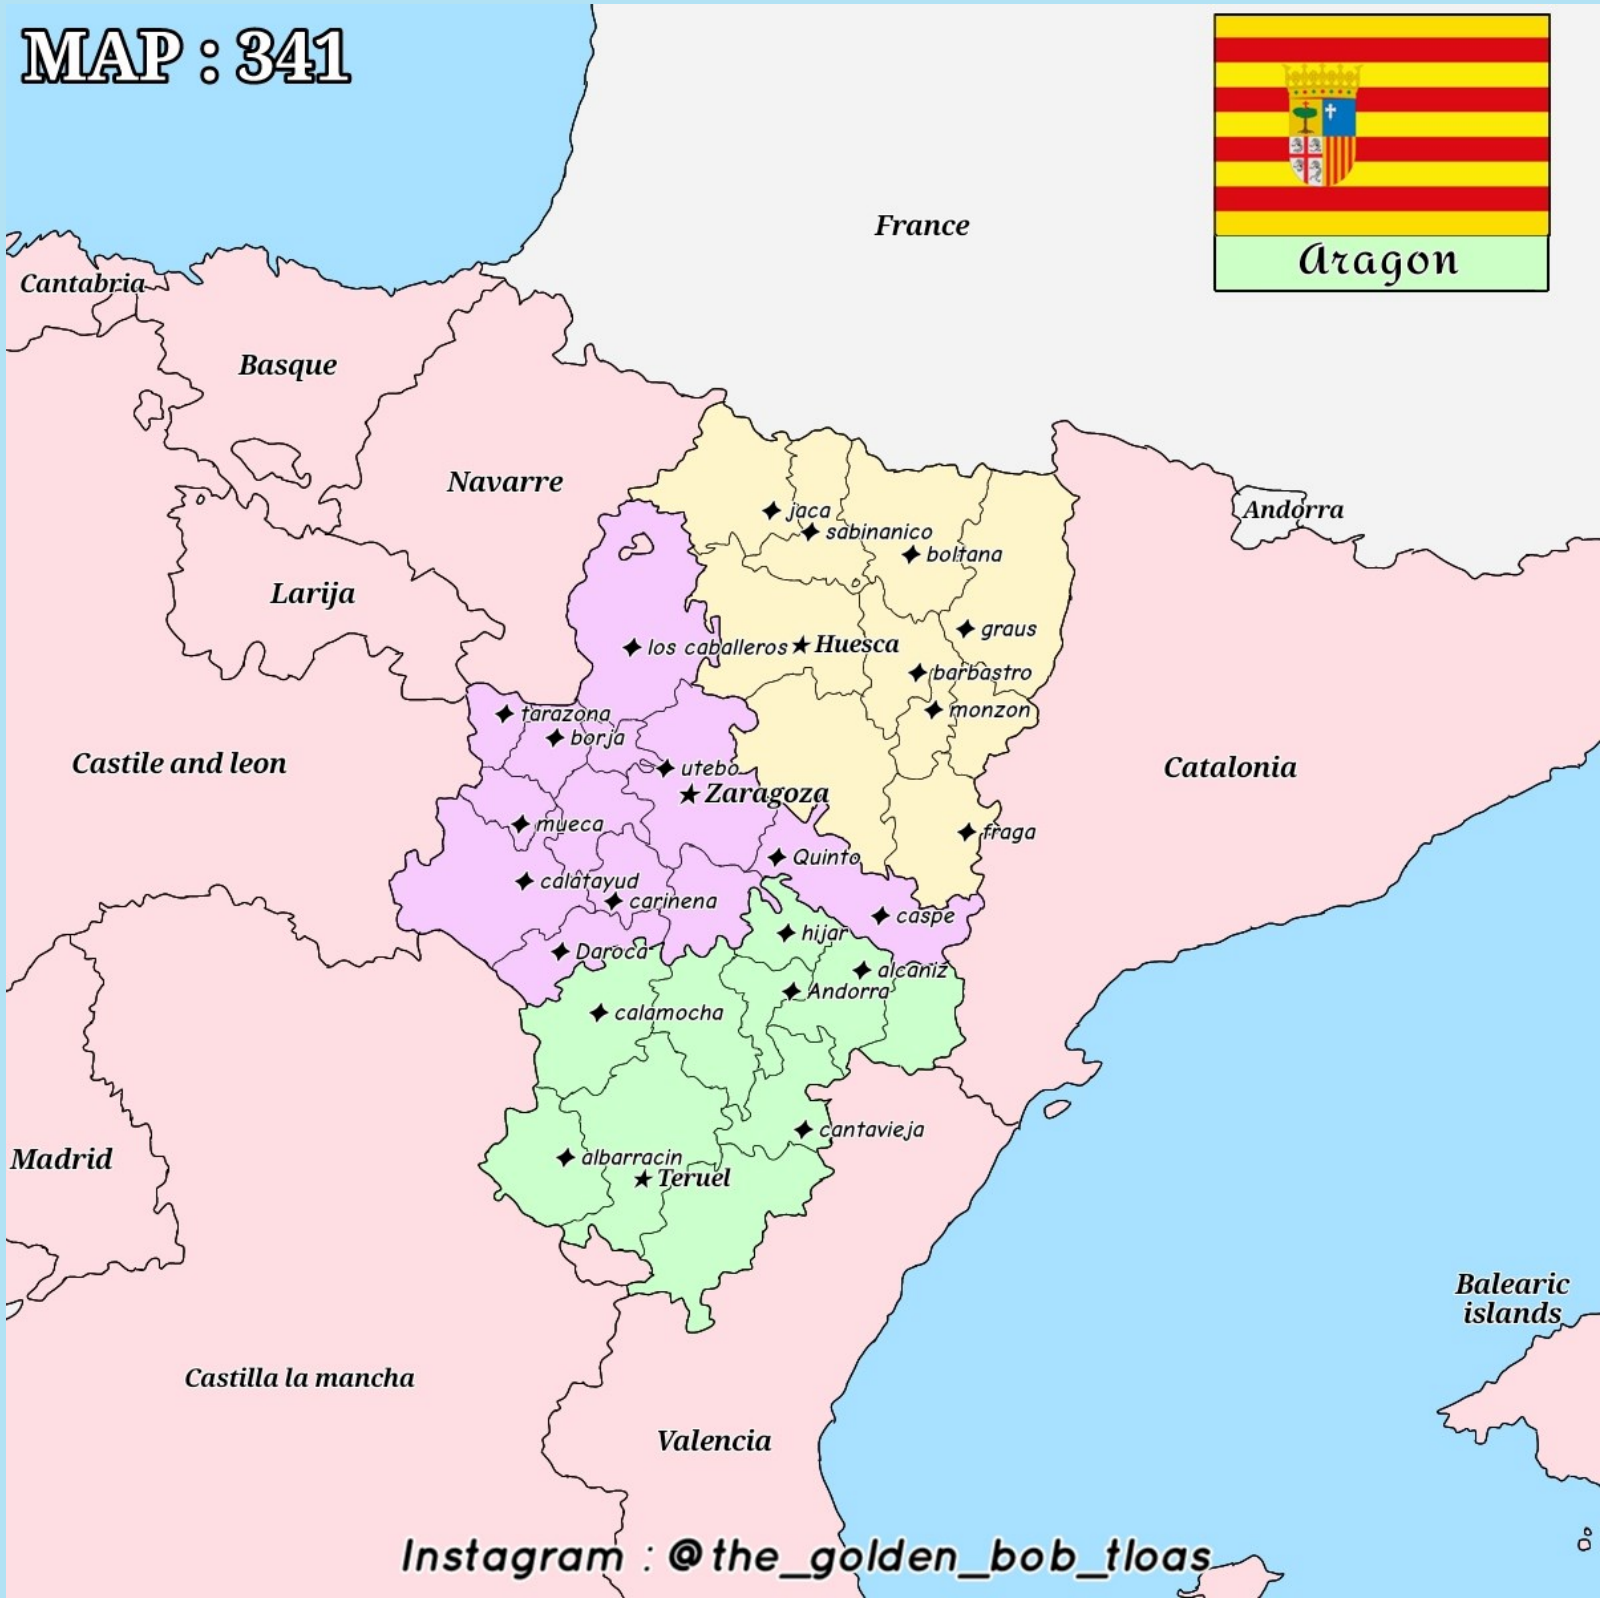 MAP : 341
Aragon
France
Cantabria
Basque
Navarre
Andorra
jaca
sabinanico
boltana
Larija
graus
los caballeros
Huesca
barbastro
monzon
tarazona
borja
Castile and leon
utebo
Catalonia
Zaragoza
mueca
fraga
Quinto
calatayud
carinena
caspe
hijar
Daroca
alcaniz
Andorra
calamocha
cantavieja
Madrid
albarracin
Teruel
Balearic
islands
Castilla la mancha
Valencia
Instagram : @the_golden_bob_tloas